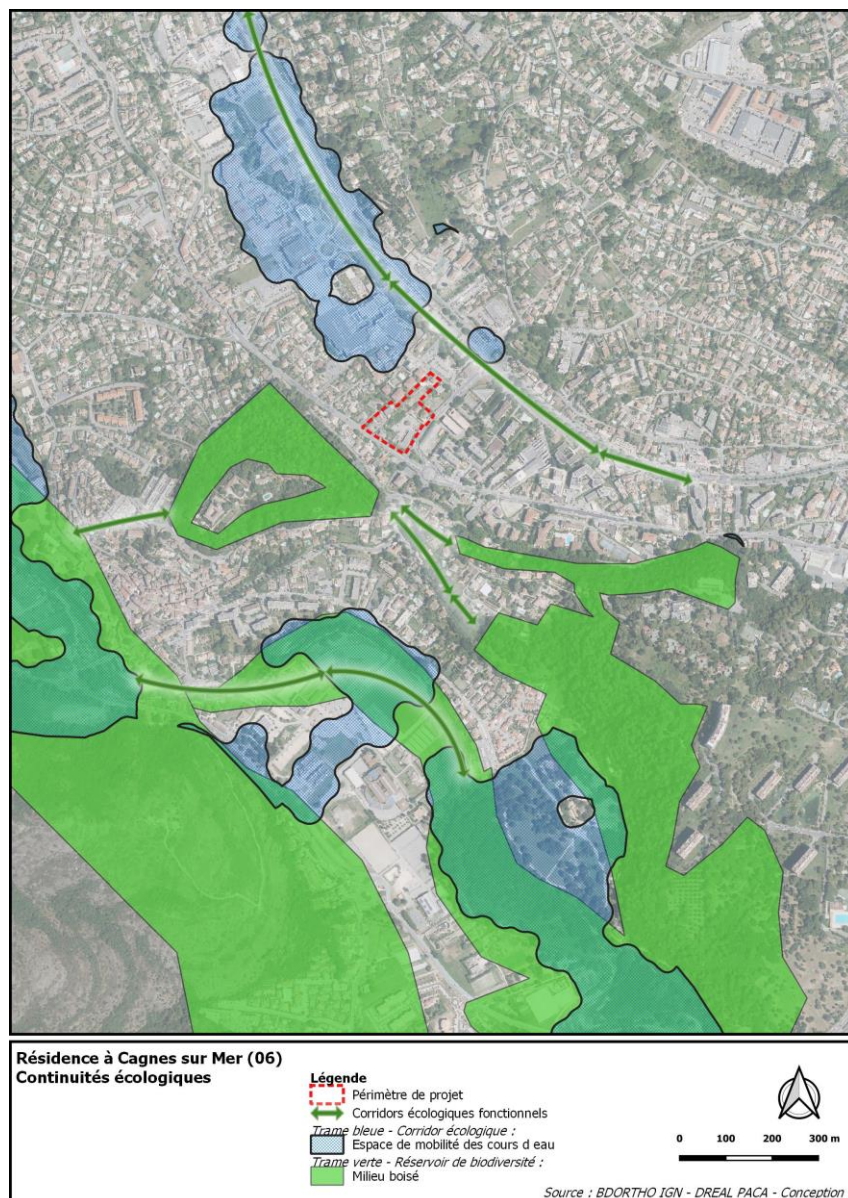 Résidence à Cagnes sur Mer (06)
Continuités écologiques
Légende
Périmètre de projet
Corridors écologiques fonctionnels
Trame bleue - Corridor écologique :
Espace de mobilité des cours d eau
Trame verte - Réservoir de biodiversité :
Milieu boisé
0 100 200 300 m
Source : BDORTHO IGN - DREAL PACA - Conception